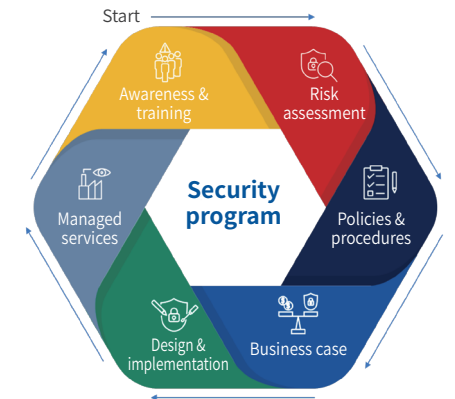 Start
Awareness &
training
Risk
assessment
Security
program
Policies &
procedures
Business case
Design &
implementation
Managed
services